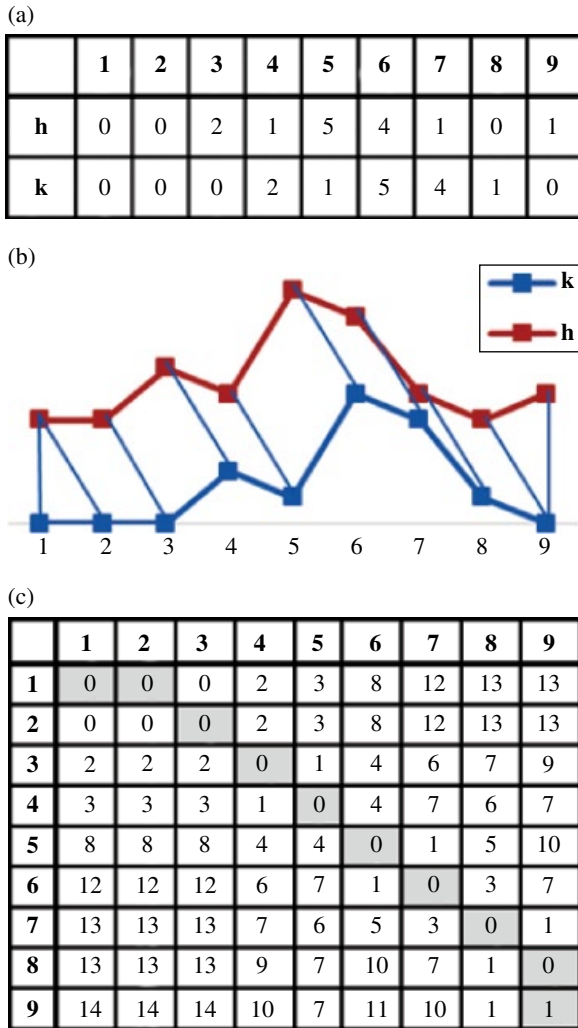 (a)
1 2 3 4 5 6 7 8 9
h 0 0 2 1 5 4 1 0 1
k 0 0 0 2 1 5 4 1 0
(b)
k
h
1 2 3 4 5 6 7 8 9
(c)
1 2 3 4 5 6 7 8 9
1 0 0 0 2 3 8 12 13 13
2 0 0 0 2 3 8 12 13 13
3 2 2 2 0 1 4 6 7 9
4 3 3 3 1 0 4 7 6 7
5 8 8 8 4 4 0 1 5 10
6 12 12 12 6 7 1 0 3 7
7 13 13 13 7 6 5 3 0 1
8 13 13 13 9 7 10 7 1 0
9 14 14 14 10 7 11 10 1 1